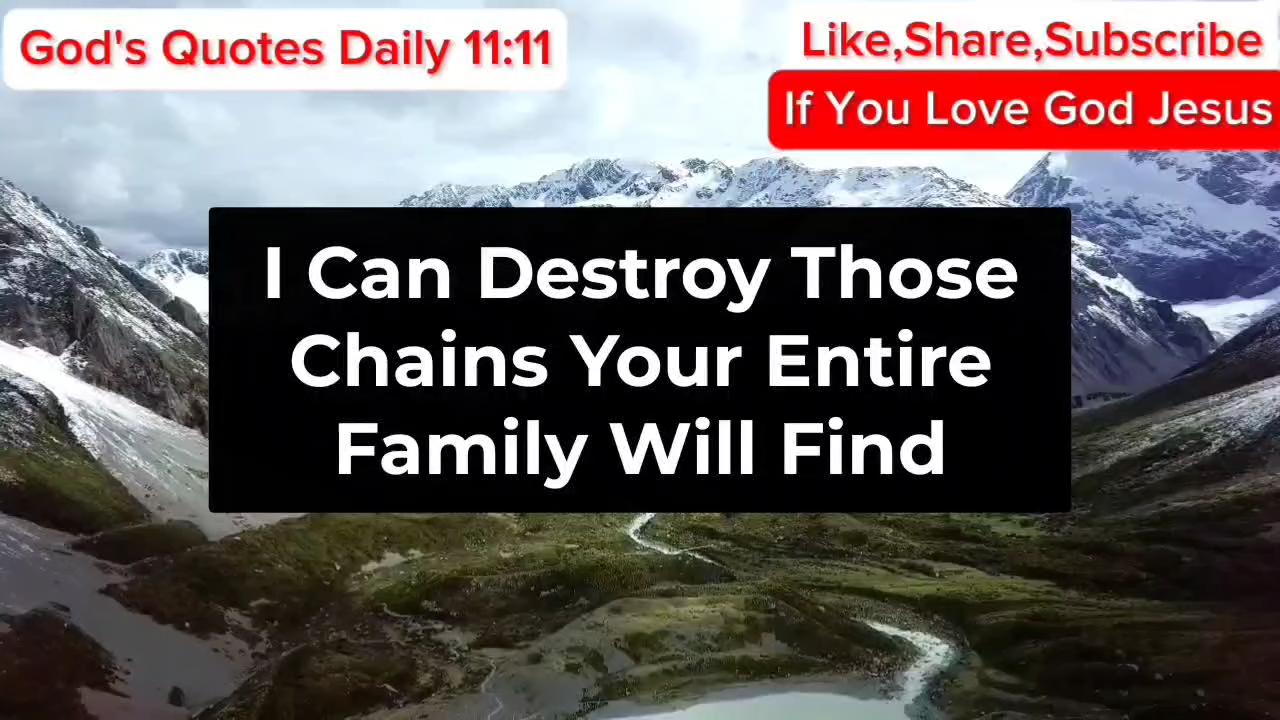 God's Quotes Daily 11:11
Like,Share,Subscribe
If You Love God Jesus
I Can Destroy Those
Chains Your Entire
Family Will Find